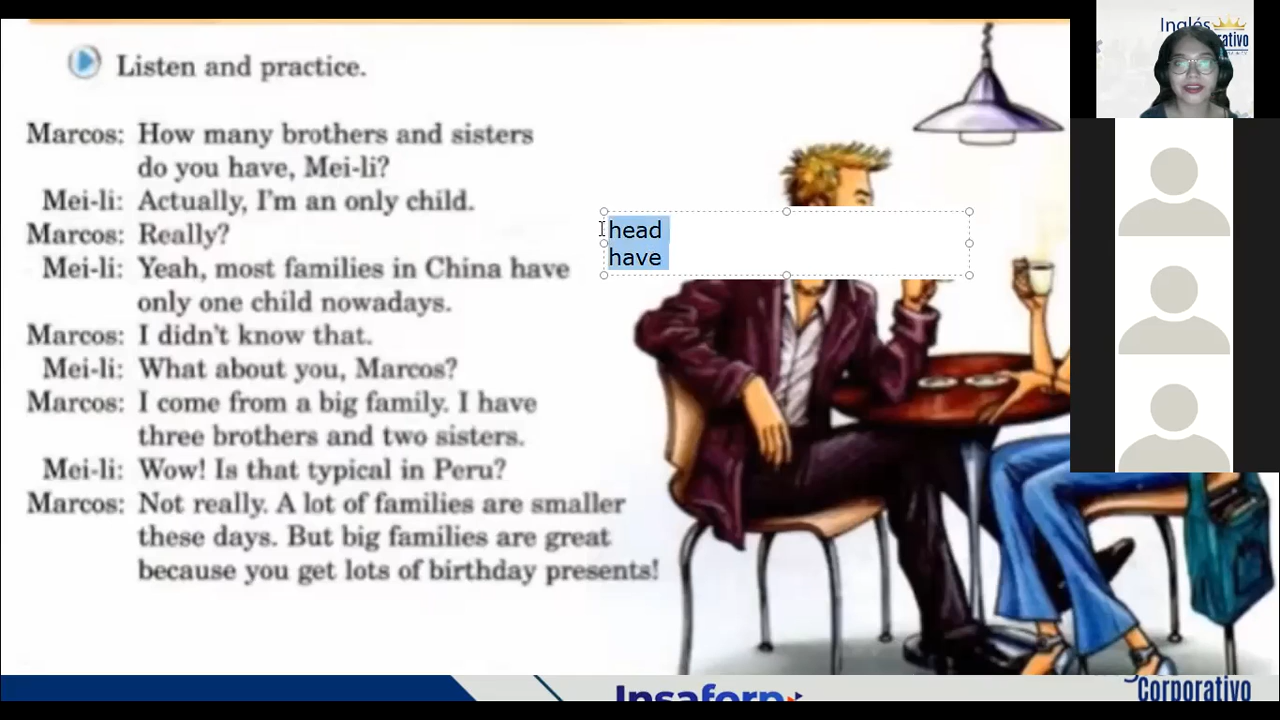 Listen and practice.
Marcos: How many brothers and sisters
do you have, Mei-li?
Mei-li: Actually, I'm an only child.
Marcos: Really?
Mei-li: Yeah, most families in China have
only one child nowadays.
Marcos: I didn't know that.
Mei-li: What about you, Marcos?
Marcos: I come from a big family. I have
three brothers and two sisters.
Mei-li: Wow! Is that typical in Peru?
Marcos: Not really. A lot of families are smaller
these days. But big families are great
because you get lots of birthday presents!
head
have
Inglés
Insaforp
Corporativo